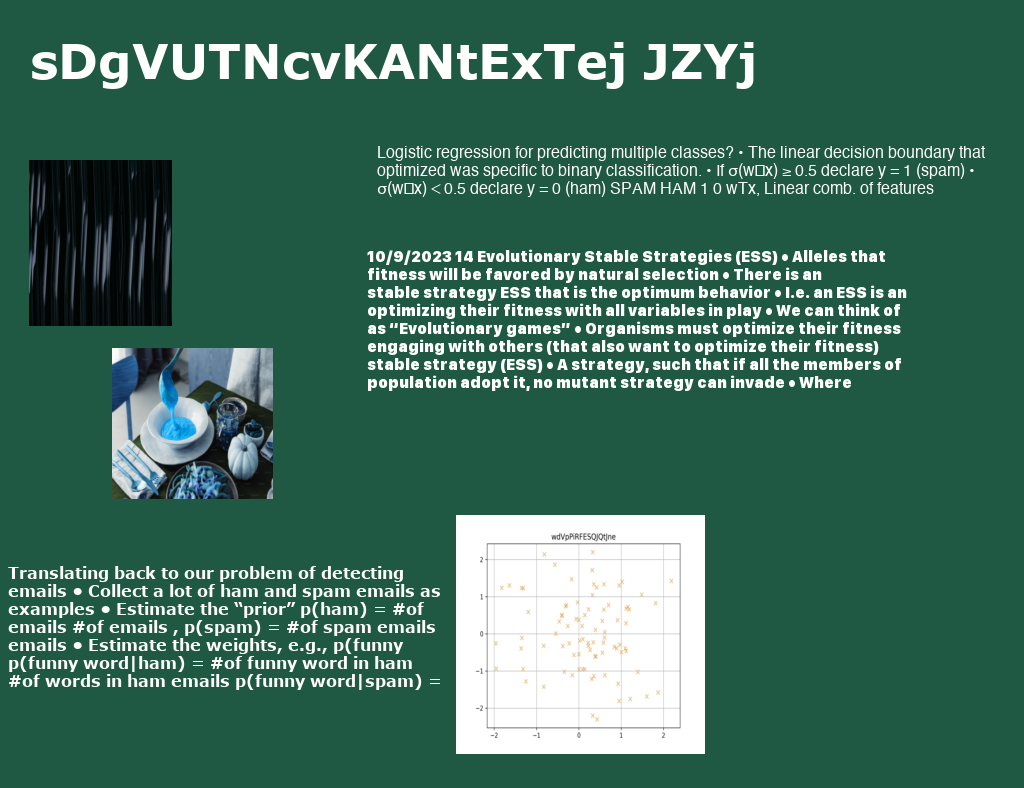 sDgVUTNcvKANtExTej JZYj
Logistic regression for predicting multiple classes? • The linear decision boundary that
optimized was specific to binary classification. • If σ(w□x) ≥ 0.5 declare y = 1 (spam) •
σ(w□x) < 0.5 declare y = 0 (ham) SPAM HAM 1 0 wTx, Linear comb. of features
10/9/2023 14 Evolutionary Stable Strategies (ESS) • Alleles that
fitness will be favored by natural selection • There is an
stable strategy ESS that is the optimum behavior • I.e. an ESS is an
optimizing their fitness with all variables in play • We can think of
as “Evolutionary games” • Organisms must optimize their fitness
engaging with others (that also want to optimize their fitness)
stable strategy (ESS) • A strategy, such that if all the members of
population adopt it, no mutant strategy can invade • Where
Translating back to our problem of detecting
emails • Collect a lot of ham and spam emails as
examples • Estimate the “prior” p(ham) = #of
emails #of emails , p(spam) = #of spam emails
emails • Estimate the weights, e.g., p(funny
p(funny word|ham) = #of funny word in ham
#of words in ham emails p(funny word|spam) =
wdVpPiRFESQJQtJne
2
1
0
−1
−2
−2 −1 0 1 2